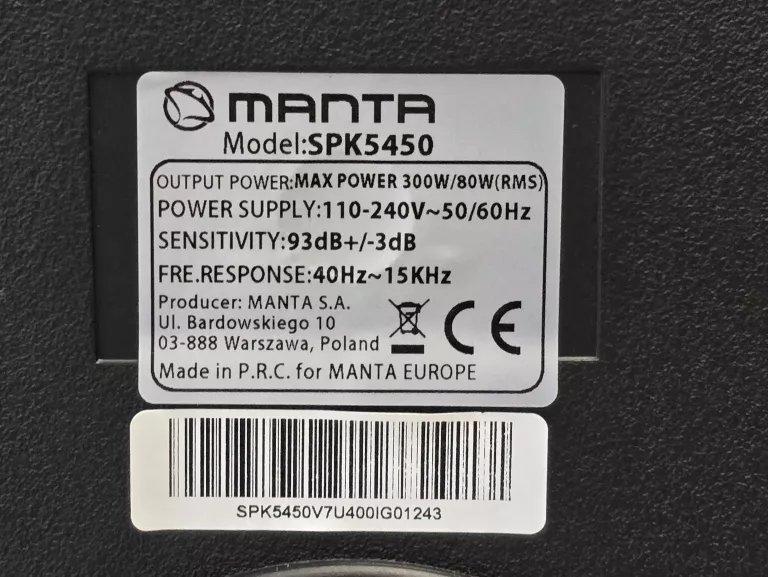 MANTA
Model:SPK5450
OUTPUT POWER:MAX POWER 300W/80W(RMS)
POWER SUPPLY:110-240V~50/60Hz
SENSITIVITY:93dB+/-3dB
FRE.RESPONSE:40Hz~15KHz
Producer: MANTA S.A.
Ul. Bardowskiego 10
03-888 Warszawa, Poland
CE
Made in P.R.C. for MANTA EUROPE
SPK5450V7U400IG01243